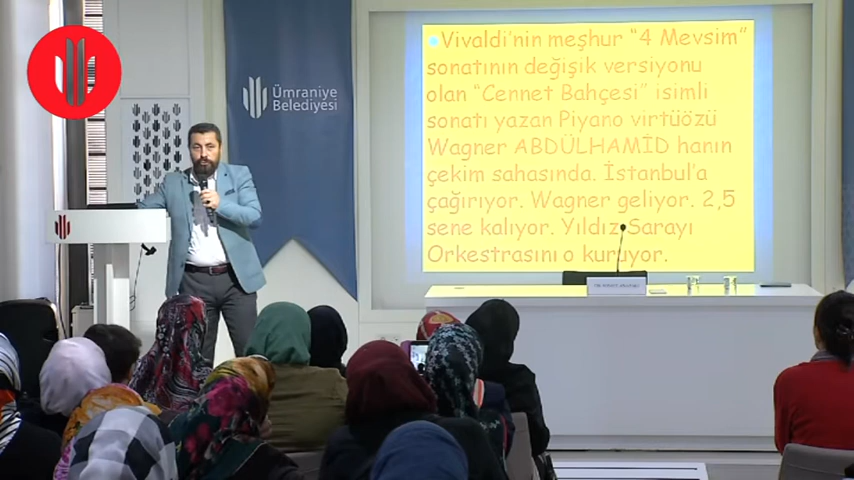 Ümraniye
Belediyesi
Vivaldi'nin meşhur "4 Mevsim"
sonatının değişik versiyonu
olan "Cennet Bahçesi" isimli
sonatı yazan Piyano virtüözü
Wagner ABDÜLHAMİD hanın
çekim sahasında. İstanbul'a
çağırıyor. Wagner geliyor. 2,5
sene kalıyor. Yıldız Sarayı
Orkestrasını o kuruyor.